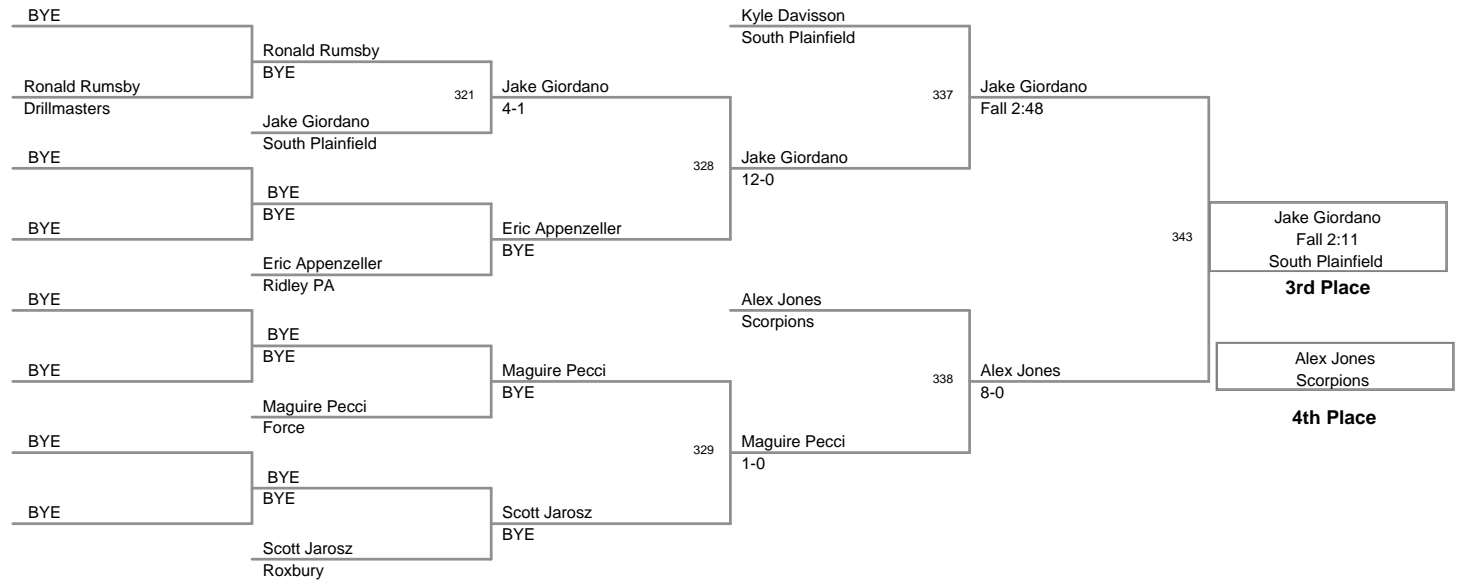 BYE
Ronald Rumsby
Drillmasters
BYE
BYE
BYE
BYE
BYE
BYE
Ronald Rumsby
BYE
321
Jake Giordano
South Plainfield
BYE
BYE
Eric Appenzeller
Ridley PA
BYE
BYE
Maguire Pecci
Force
BYE
BYE
Scott Jarosz
Roxbury
Jake Giordano
4-1
328
Eric Appenzeller
BYE
Maguire Pecci
BYE
329
Scott Jarosz
BYE
Kyle Davisson
South Plainfield
337
Jake Giordano
12-0
Alex Jones
Scorpions
338
Maguire Pecci
1-0
Jake Giordano
Fall 2:48
343
Alex Jones
8-0
Jake Giordano
Fall 2:11
South Plainfield
3rd Place
Alex Jones
Scorpions
4th Place